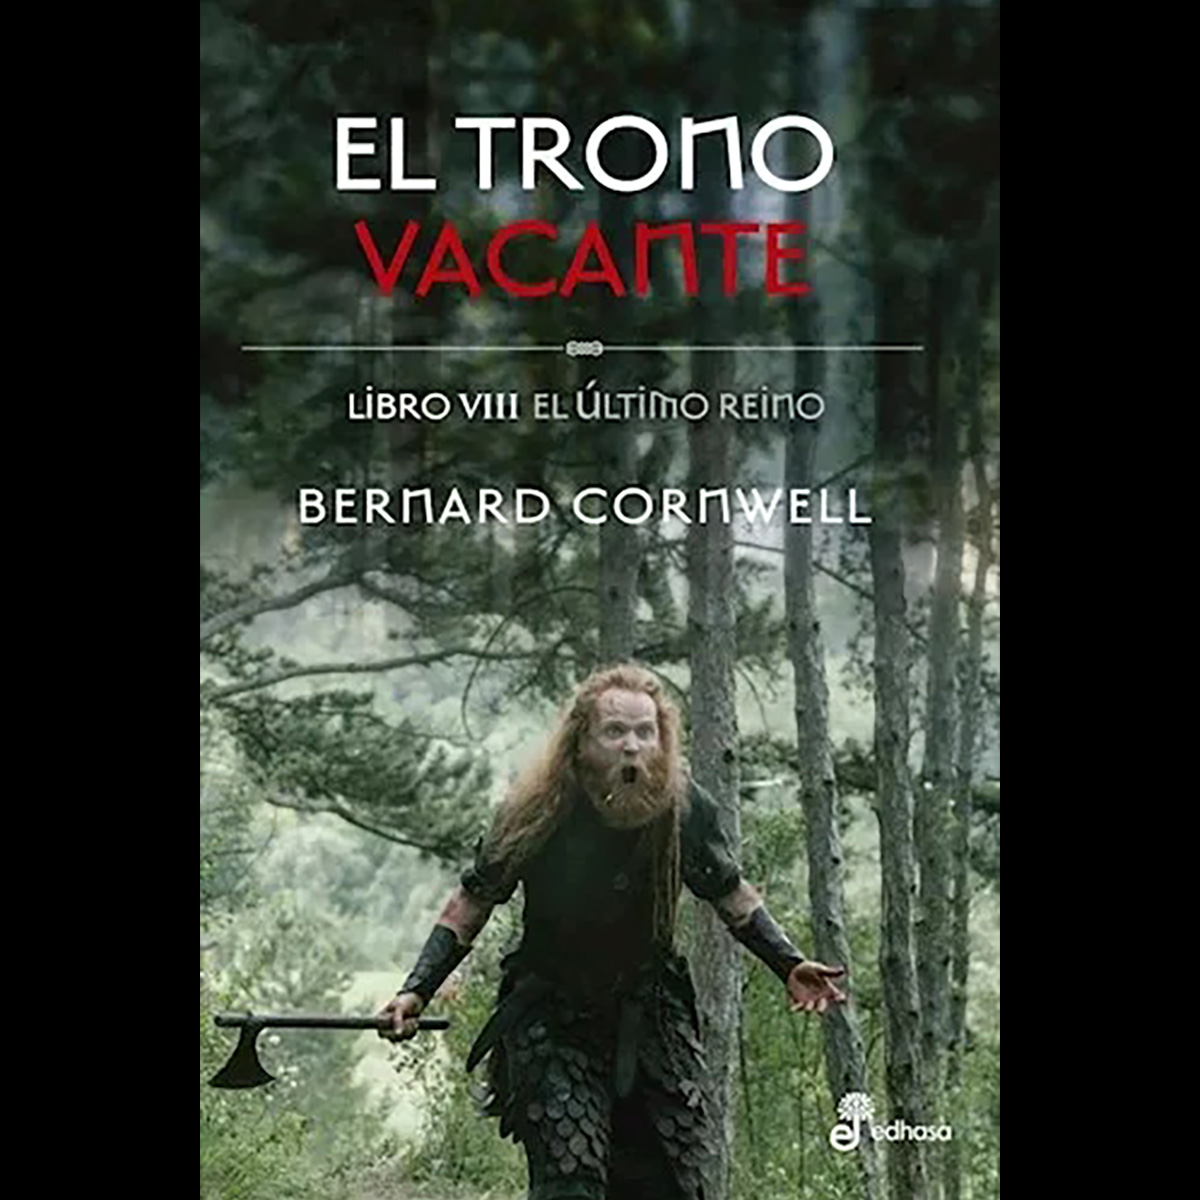 EL TRONO
VACANTE
LIBRO VIII EL ÚLTIMO REINO
BERNARD CORNWELL
edhasa